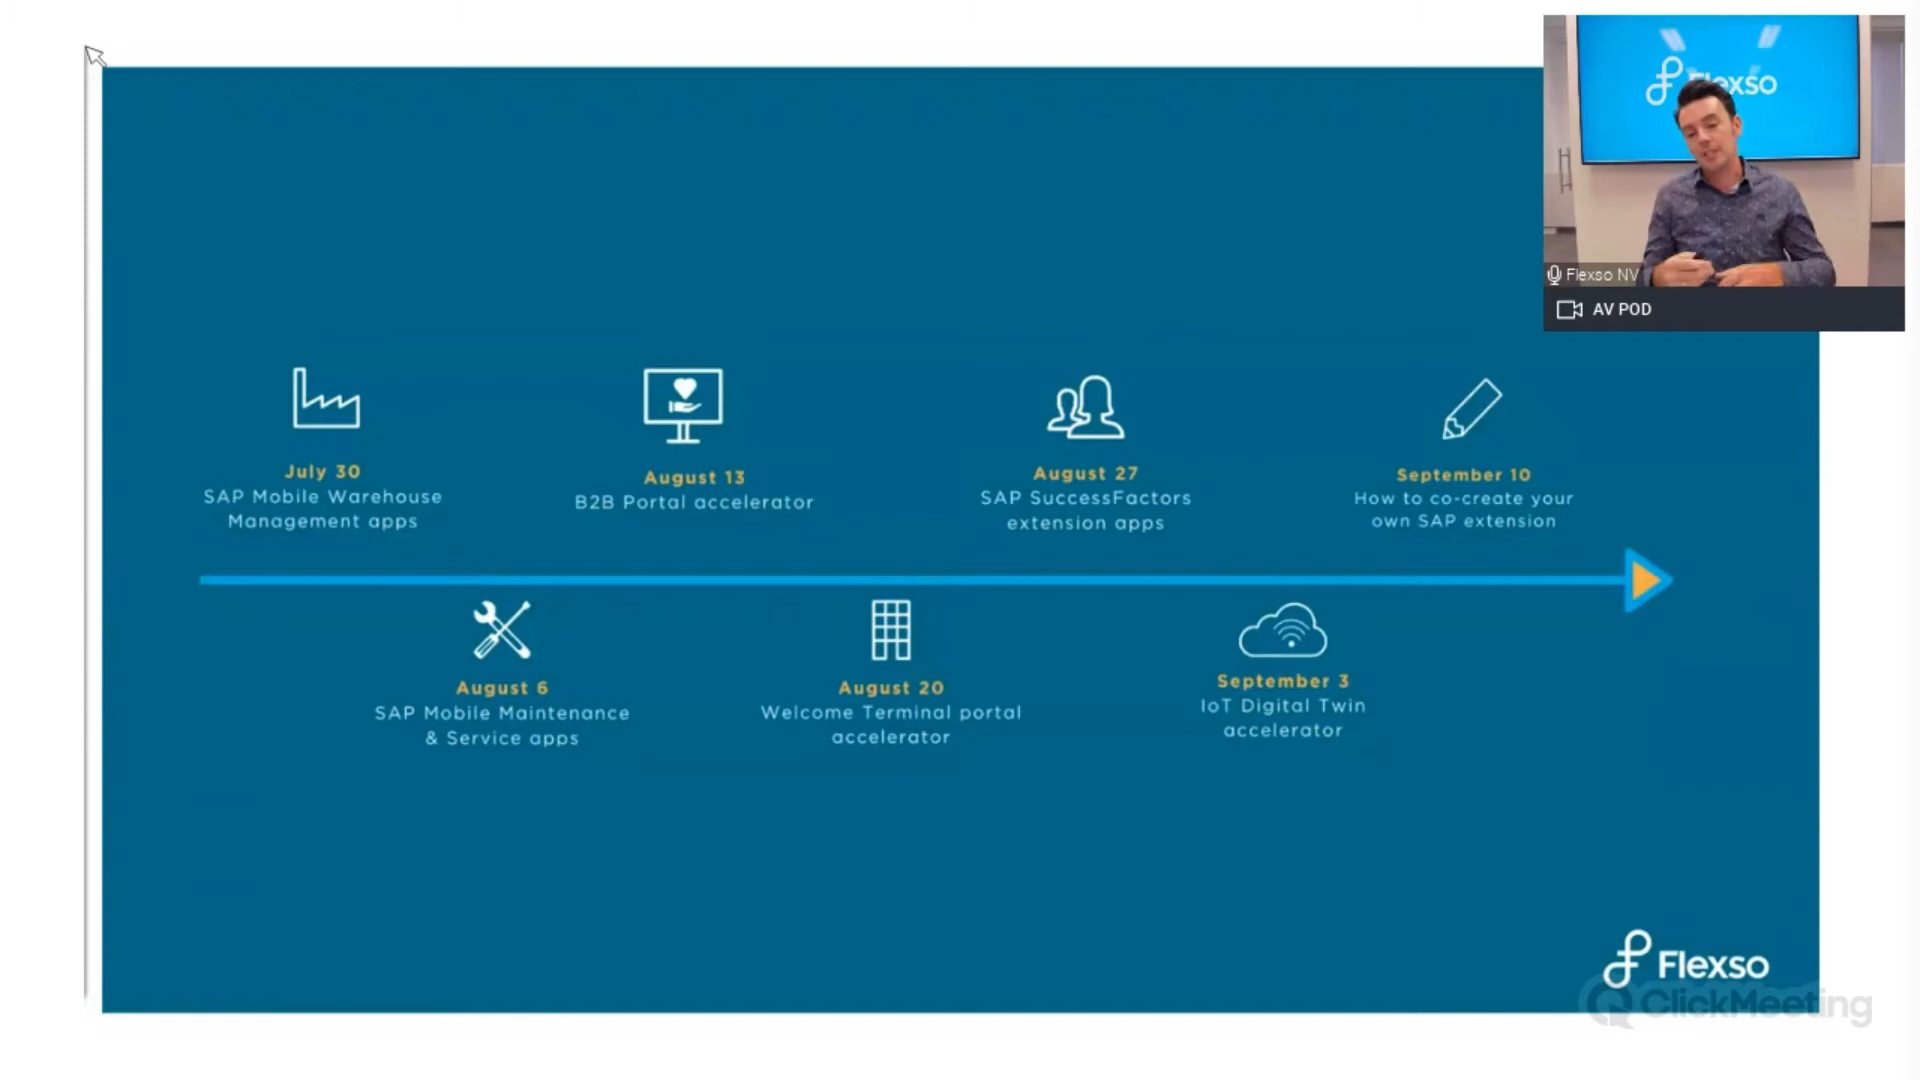 Flexso
Flexso NV
AV POD
July 30
SAP Mobile Warehouse
Management apps
August 13
B2B Portal accelerator
August 27
SAP SuccessFactors
extension apps
September 10
How to co-create your
own SAP extension
August 6
SAP Mobile Maintenance
& Service apps
August 20
Welcome Terminal portal
accelerator
September 3
IoT Digital Twin
accelerator
Flexso
ClickMeeting